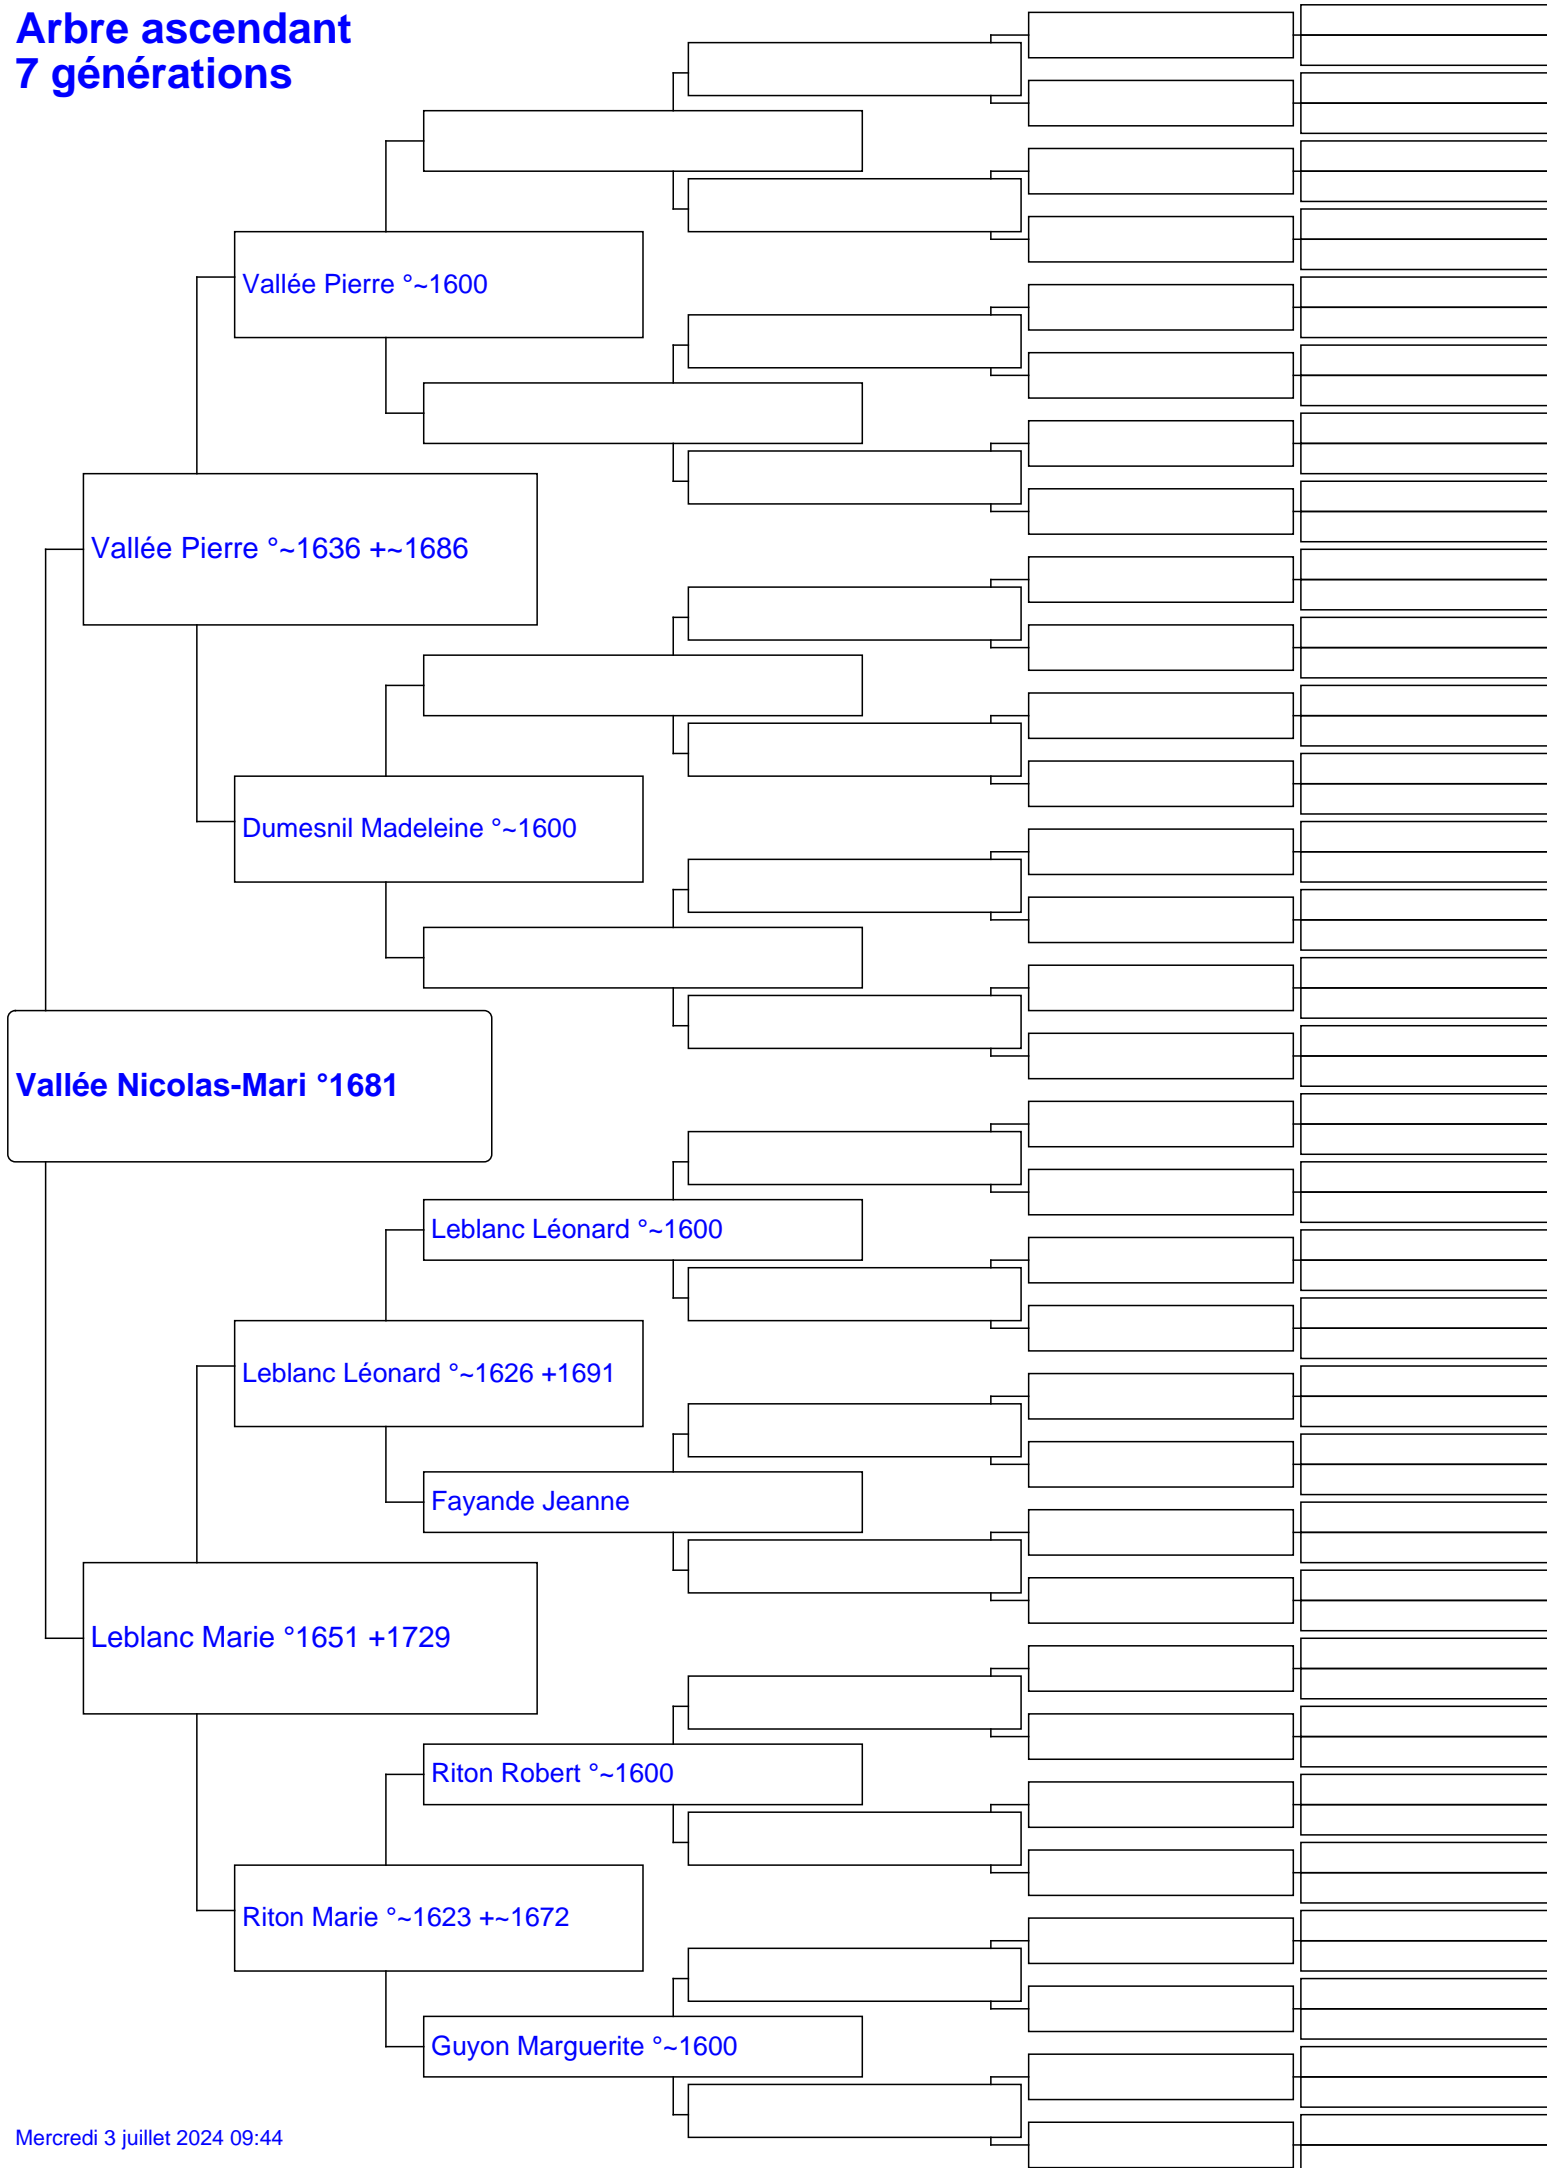 Arbre ascendant
7 générations
Vallée Pierre °~1600
Vallée Pierre °~1636 +~1686
Dumesnil Madeleine °~1600
Vallée Nicolas-Mari °1681
Leblanc Léonard °~1600
Leblanc Léonard °~1626 +1691
Fayande Jeanne
Leblanc Marie °1651 +1729
Riton Robert °~1600
Riton Marie °~1623 +~1672
Guyon Marguerite °~1600
Mercredi 3 juillet 2024 09:44